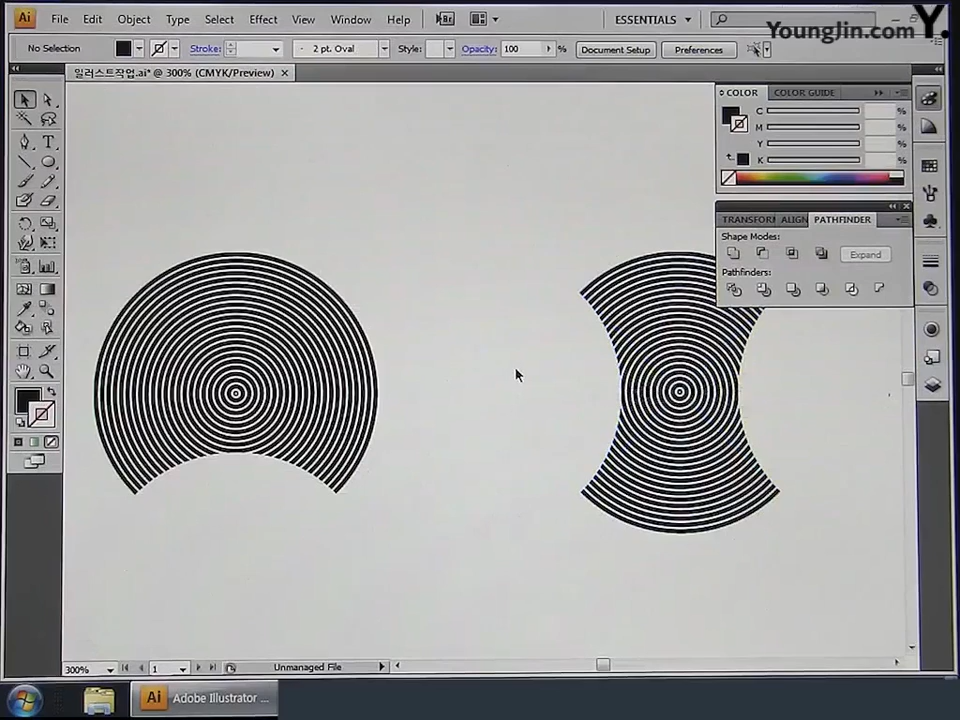 Ai File Edit Object Type Select Effect View Window Help Br ESSENTIALS
Y.
YoungJin.com
No Selection Stroke: 2 pt. Oval Style: Opacity: 100 % Document Setup Preferences
일러스트작업.ai* @ 300% (CMYK/Preview)
COLOR COLOR GUIDE
C %
M %
Y %
K %
TRANSFORM ALIGN PATHFINDER
Shape Modes:
Expand
Pathfinders:
300% 1 Unmanaged File
Ai Adobe Illustrator ...